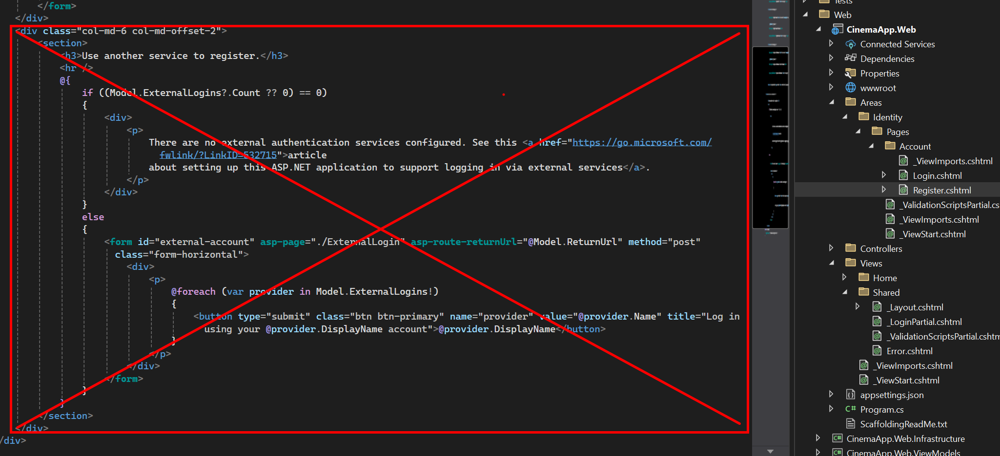 </form>
</div>
<div class="col-md-6 col-md-offset-2">
<section>
<h3>Use another service to register.</h3>
<hr />
@{
if ((Model.ExternalLogins?.Count ?? 0) == 0)
{
<div>
<p>
There are no external authentication services configured. See this <a href="https://go.microsoft.com/
fwlink/?LinkID=532715">article
about setting up this ASP.NET application to support logging in via external services</a>.
</p>
</div>
}
else
{
<form id="external-account" asp-page="./ExternalLogin" asp-route-returnUrl="@Model.ReturnUrl" method="post"
class="form-horizontal">
<div>
<p>
@foreach (var provider in Model.ExternalLogins!)
{
<button type="submit" class="btn btn-primary" name="provider" value="@provider.Name" title="Log in
using your @provider.DisplayName account">@provider.DisplayName</button>
}
</p>
</div>
</form>
}
}
</section>
</div>
/div>
Tests
Web
CinemaApp.Web
Connected Services
Dependencies
Properties
wwwroot
Areas
Identity
Pages
Account
_ViewImports.cshtml
Login.cshtml
Register.cshtml
_ValidationScriptsPartial.cs
_ViewImports.cshtml
_ViewStart.cshtml
Controllers
Views
Home
Shared
_Layout.cshtml
_LoginPartial.cshtml
_ValidationScriptsPartial.cshtm
Error.cshtml
_ViewImports.cshtml
_ViewStart.cshtml
appsettings.json
C# Program.cs
ScaffoldingReadMe.txt
C# CinemaApp.Web.Infrastructure
C# CinemaApp.Web.ViewModels